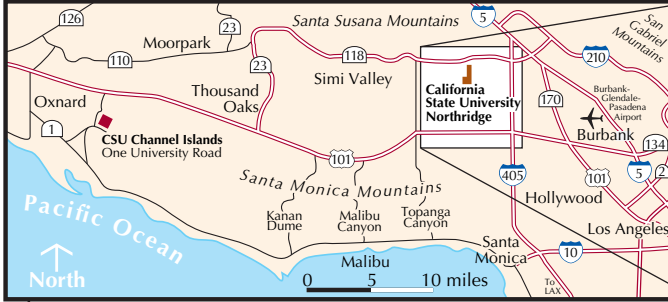 126
23
Santa Susana Mountains
5
San
Gabriel
Mountains
Moorpark
110
118
23
210
Simi Valley
California
State University
Northridge
Thousand
Oaks
170
Burbank-
Glendale-
Pasadena
Airport
Oxnard
1
CSU Channel Islands
One University Road
Burbank
134
101
405
101
5
2
Santa Monica Mountains
Hollywood
Pacific Ocean
Kanan
Dume
Malibu
Canyon
Topanga
Canyon
Los Angeles
Santa
Monica
10
Malibu
North
0 5 10 miles
To
LAX